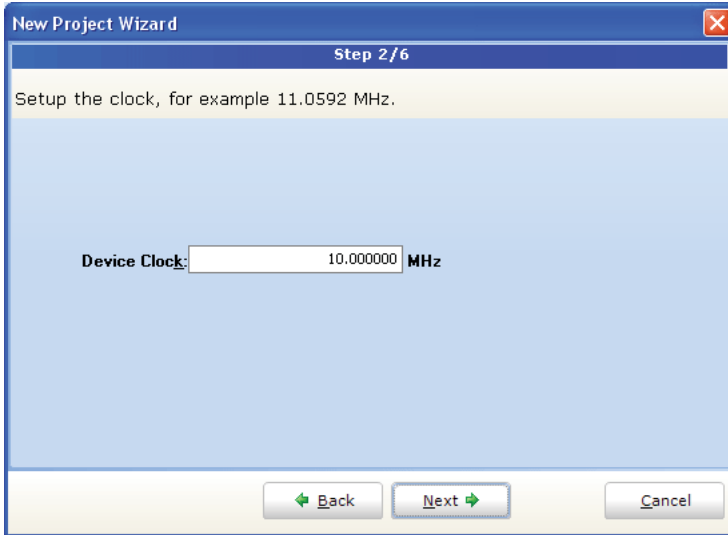 New Project Wizard
Step 2/6
Setup the clock, for example 11.0592 MHz.
Device Clock: 10.000000 MHz
Back Next Cancel